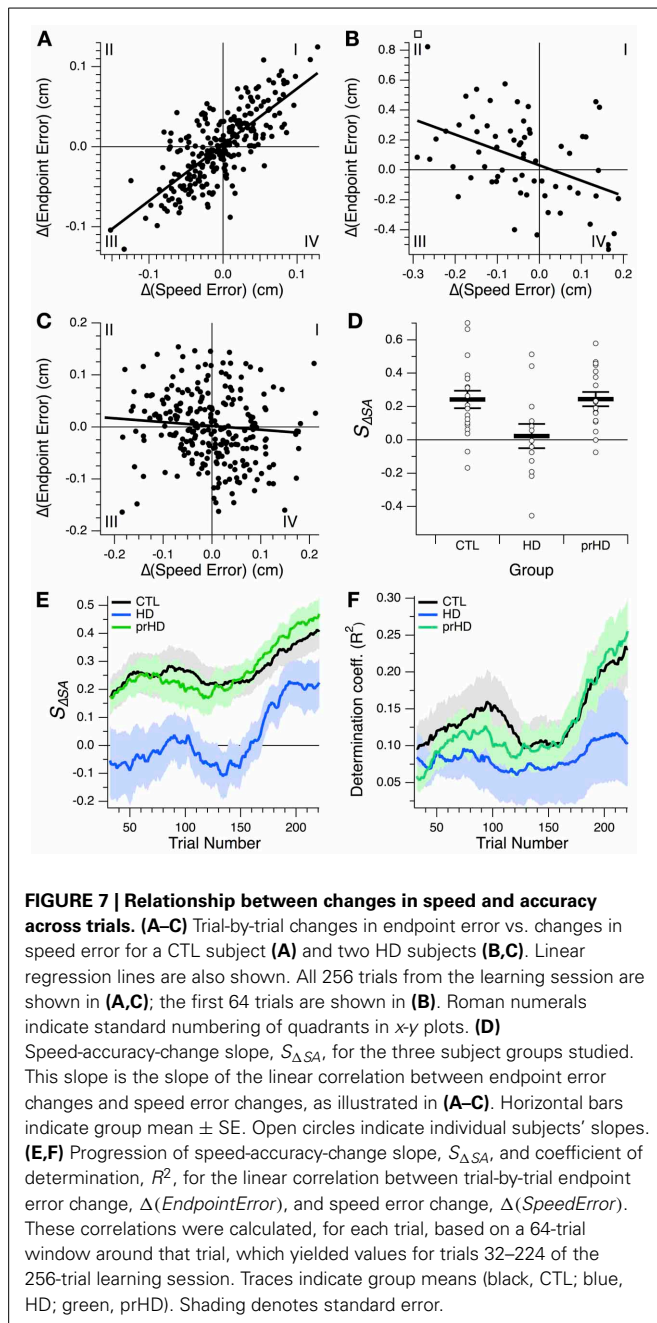 A
II
I
0.1
0.0
-0.1
Δ(Endpoint Error) (cm)
III
IV
-0.1
0.0
0.1
Δ(Speed Error) (cm)
B
II
I
0.8
0.6
0.4
0.2
0.0
-0.2
-0.4
Δ(Endpoint Error) (cm)
III
IV
-0.3
-0.2
-0.1
0.0
0.1
0.2
Δ(Speed Error) (cm)
C
II
I
0.2
0.1
0.0
-0.1
-0.2
Δ(Endpoint Error) (cm)
III
IV
-0.2
-0.1
0.0
0.1
0.2
Δ(Speed Error) (cm)
D
0.6
0.4
0.2
0.0
-0.2
-0.4
SΔSA
CTL
HD
prHD
Group
E
CTL
HD
prHD
0.5
0.4
0.3
0.2
0.1
0.0
-0.1
-0.2
SΔSA
50
100
150
200
Trial Number
F
CTL
HD
prHD
0.30
0.25
0.20
0.15
0.10
0.05
Determination coeff. (R²)
50
100
150
200
Trial Number
FIGURE 7 | Relationship between changes in speed and accuracy
across trials. (A–C) Trial-by-trial changes in endpoint error vs. changes in
speed error for a CTL subject (A) and two HD subjects (B,C). Linear
regression lines are also shown. All 256 trials from the learning session are
shown in (A,C); the first 64 trials are shown in (B). Roman numerals
indicate standard numbering of quadrants in x-y plots. (D)
Speed-accuracy-change slope, SΔSA, for the three subject groups studied.
This slope is the slope of the linear correlation between endpoint error
changes and speed error changes, as illustrated in (A–C). Horizontal bars
indicate group mean ± SE. Open circles indicate individual subjects' slopes.
(E,F) Progression of speed-accuracy-change slope, SΔSA, and coefficient of
determination, R², for the linear correlation between trial-by-trial endpoint
error change, Δ(EndpointError), and speed error change, Δ(SpeedError).
These correlations were calculated, for each trial, based on a 64-trial
window around that trial, which yielded values for trials 32–224 of the
256-trial learning session. Traces indicate group means (black, CTL; blue,
HD; green, prHD). Shading denotes standard error.